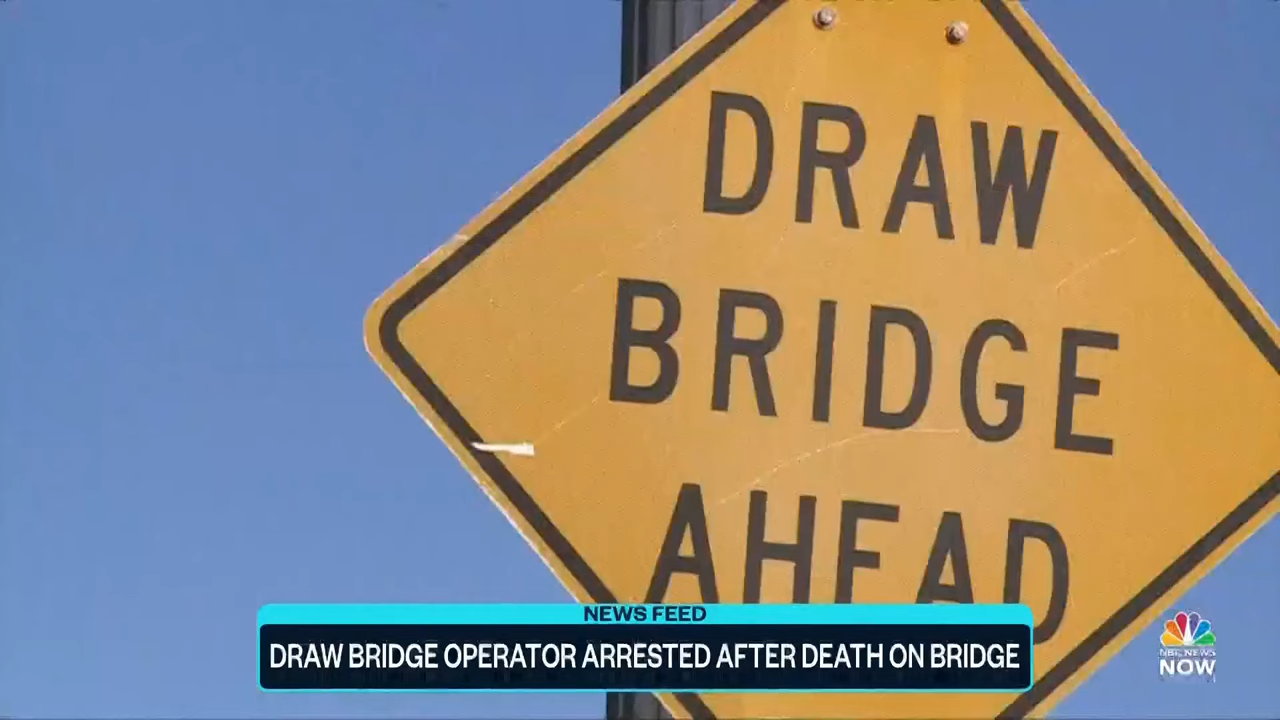 DRAW
BRIDGE
AHEAD
NEWS FEED
DRAW BRIDGE OPERATOR ARRESTED AFTER DEATH ON BRIDGE
NBC NEWS
NOW